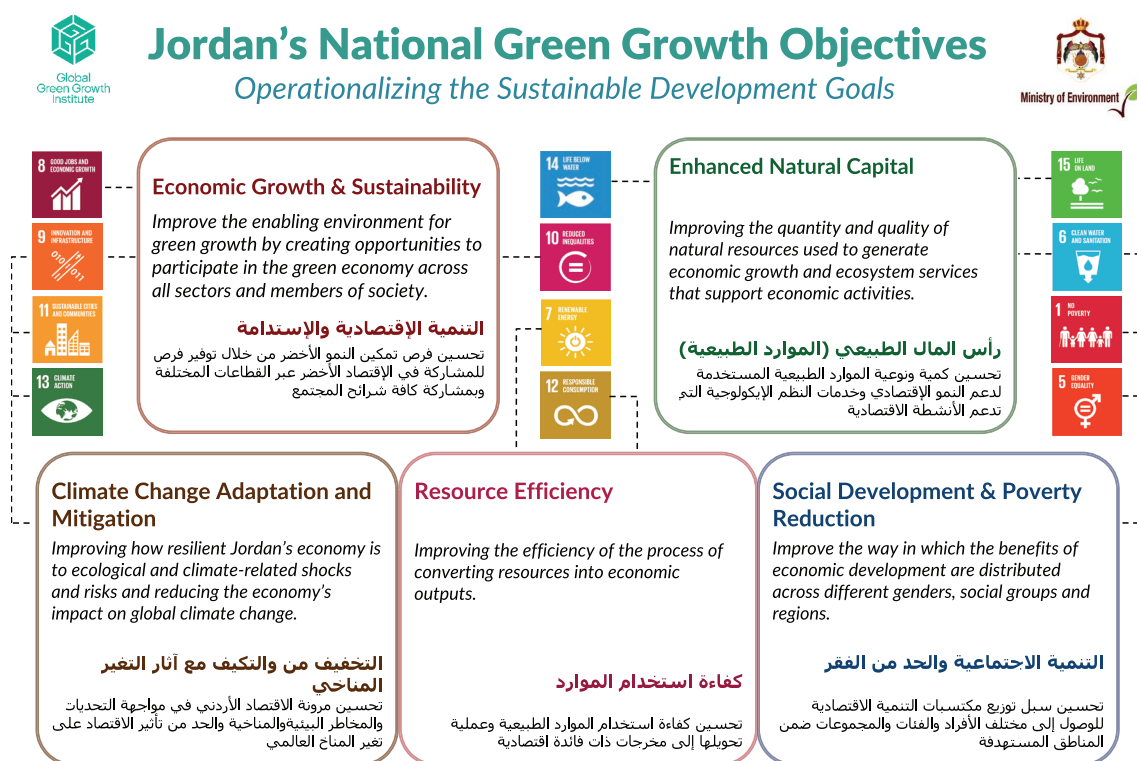 Global
Green Growth
Institute
Jordan's National Green Growth Objectives
Operationalizing the Sustainable Development Goals
Ministry of Environment
8 GOOD JOBS AND
ECONOMIC GROWTH
9 INNOVATION AND
INFRASTRUCTURE
11 SUSTAINABLE CITIES
AND COMMUNITIES
13 CLIMATE
ACTION
Economic Growth & Sustainability
Improve the enabling environment for
green growth by creating opportunities to
participate in the green economy across
all sectors and members of society.
التنمية الإقتصادية والإستدامة
تحسين فرص تمكين النمو الأخضر من خلال توفير فرص
للمشاركة في الإقتصاد الأخضر عبر القطاعات المختلفة
وبمشاركة كافة شرائح المجتمع
14 LIFE BELOW
WATER
10 REDUCED
INEQUALITIES
7 RENEWABLE
ENERGY
12 RESPONSIBLE
CONSUMPTION
Enhanced Natural Capital
Improving the quantity and quality of
natural resources used to generate
economic growth and ecosystem services
that support economic activities.
رأس المال الطبيعي (الموارد الطبيعية)
تحسين كمية ونوعية الموارد الطبيعية المستخدمة
لدعم النمو الإقتصادي وخدمات النظم الإيكولوجية التي
تدعم الأنشطة الاقتصادية
15 LIFE
ON LAND
6 CLEAN WATER
AND SANITATION
1 NO
POVERTY
5 GENDER
EQUALITY
Climate Change Adaptation and
Mitigation
Improving how resilient Jordan's economy is
to ecological and climate-related shocks
and risks and reducing the economy's
impact on global climate change.
التخفيف من والتكيف مع آثار التغير
المناخي
تحسين مرونة الاقتصاد الأردني في مواجهة التحديات
والمخاطر البيئيةوالمناخية والحد من تأثير الاقتصاد على
تغير المناخ العالمي
Resource Efficiency
Improving the efficiency of the process of
converting resources into economic
outputs.
كفاءة استخدام الموارد
تحسين كفاءة استخدام الموارد الطبيعية وعملية
تحويلها إلى مخرجات ذات فائدة اقتصادية
Social Development & Poverty
Reduction
Improve the way in which the benefits of
economic development are distributed
across different genders, social groups and
regions.
التنمية الاجتماعية والحد من الفقر
تحسين سبل توزيع مكتسبات التنمية الاقتصادية
للوصول إلى مختلف الأفراد والفئات والمجموعات ضمن
المناطق المستهدفة